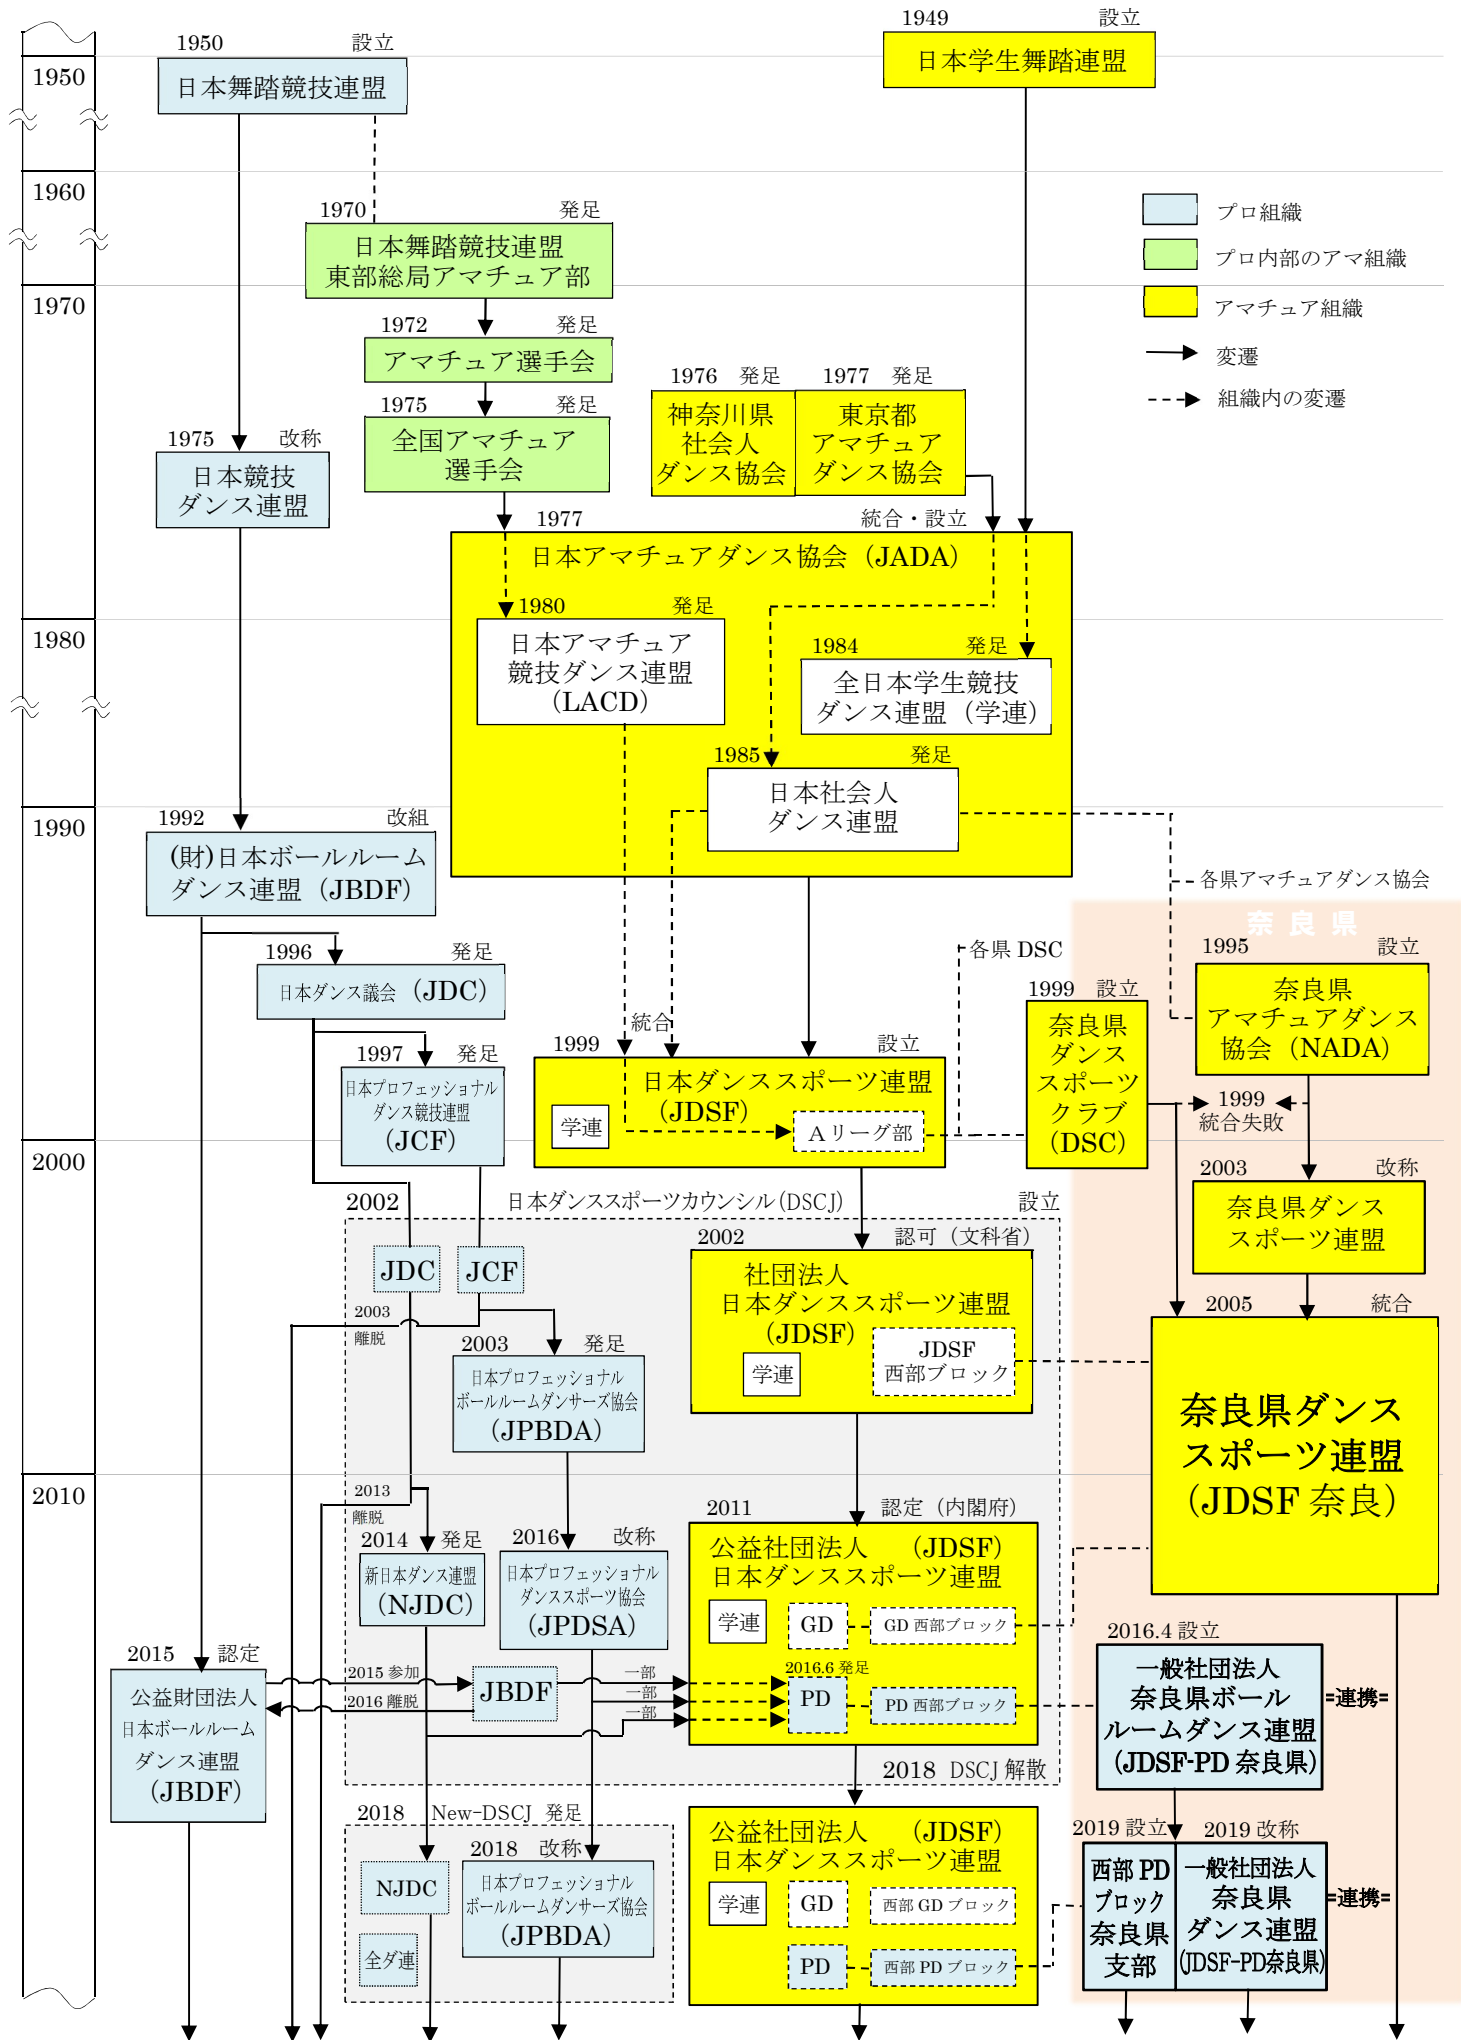 1949 設立
日本学生舞踏連盟
1950 設立
日本舞踏競技連盟
1950
1960
1970
1980
1990
2000
2010
プロ組織
プロ内部のアマ組織
アマチュア組織
変遷
組織内の変遷
1970 発足
日本舞踏競技連盟
東部総局アマチュア部
1972 発足
アマチュア選手会
1975 発足
全国アマチュア
選手会
1976 発足
神奈川県
社会人
ダンス協会
1977 発足
東京都
アマチュア
ダンス協会
1975 改称
日本競技
ダンス連盟
1977 統合・設立
日本アマチュアダンス協会(JADA)
1980 発足
日本アマチュア
競技ダンス連盟
(LACD)
1984 発足
全日本学生競技
ダンス連盟(学連)
1985 発足
日本社会人
ダンス連盟
1992 改組
(財)日本ボールルーム
ダンス連盟(JBDF)
各県アマチュアダンス協会
奈良県
1996 発足
日本ダンス議会(JDC)
1997 発足
日本プロフェッショナル
ダンス競技連盟
(JCF)
統合
1999 設立
日本ダンススポーツ連盟
(JDSF)
学連
Aリーグ部
各県 DSC
1999 設立
奈良県
ダンス
スポーツ
クラブ
(DSC)
1995 設立
奈良県
アマチュアダンス
協会(NADA)
1999
統合失敗
2003 改称
奈良県ダンス
スポーツ連盟
2002 日本ダンススポーツカウンシル(DSCJ) 設立
JDC
JCF
2003
離脱
2003 発足
日本プロフェッショナル
ボールルームダンサーズ協会
(JPBDA)
2002 認可(文科省)
社団法人
日本ダンススポーツ連盟
(JDSF)
学連
JDSF
西部ブロック
2005 統合
奈良県ダンス
スポーツ連盟
(JDSF 奈良)
2013
離脱
2014 発足
新日本ダンス連盟
(NJDC)
2016 改称
日本プロフェッショナル
ダンススポーツ協会
(JPDSA)
2011 認定(内閣府)
公益社団法人 (JDSF)
日本ダンススポーツ連盟
学連
GD
GD 西部ブロック
2016.6 発足
PD
PD 西部ブロック
2015 認定
公益財団法人
日本ボールルーム
ダンス連盟
(JBDF)
2015 参加
2016 離脱
JBDF
一部
一部
一部
2016.4 設立
一般社団法人
奈良県ボール
ルームダンス連盟
(JDSF-PD 奈良県)
=連携=
2018 DSCJ 解散
2018 New-DSCJ 発足
NJDC
全ダ連
2018 改称
日本プロフェッショナル
ボールルームダンサーズ協会
(JPBDA)
公益社団法人 (JDSF)
日本ダンススポーツ連盟
学連
GD
西部 GD ブロック
PD
西部 PD ブロック
2019 設立
西部 PD
ブロック
奈良県
支部
2019 改称
一般社団法人
奈良県
ダンス連盟
(JDSF-PD奈良県)
=連携=